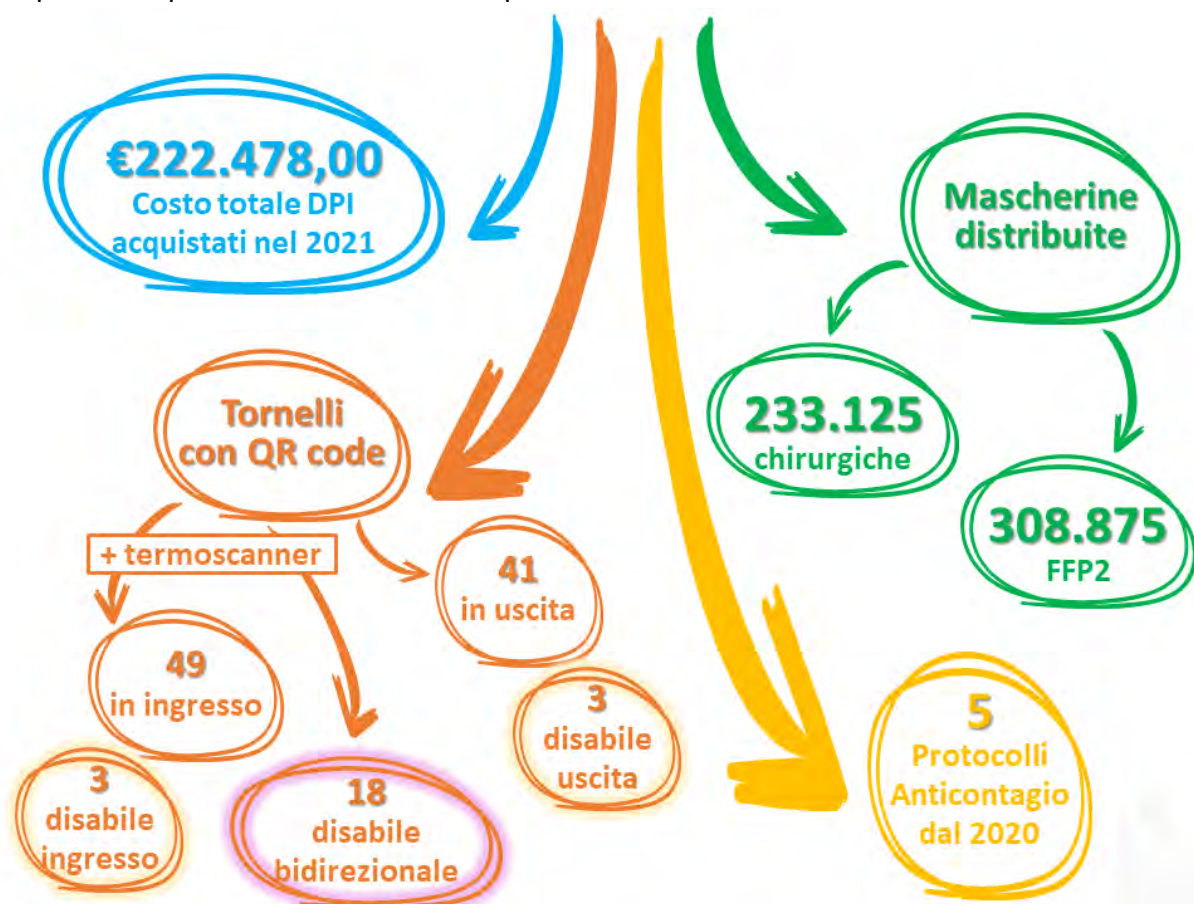 €222.478,00
Costo totale DPI
acquistati nel 2021
Mascherine
distribuite
233.125
chirurgiche
308.875
FFP2
Tornelli
con QR code
+ termoscanner
41
in uscita
49
in ingresso
3
disabile
uscita
3
disabile
ingresso
18
disabile
bidirezionale
5
Protocolli
Anticontagio
dal 2020